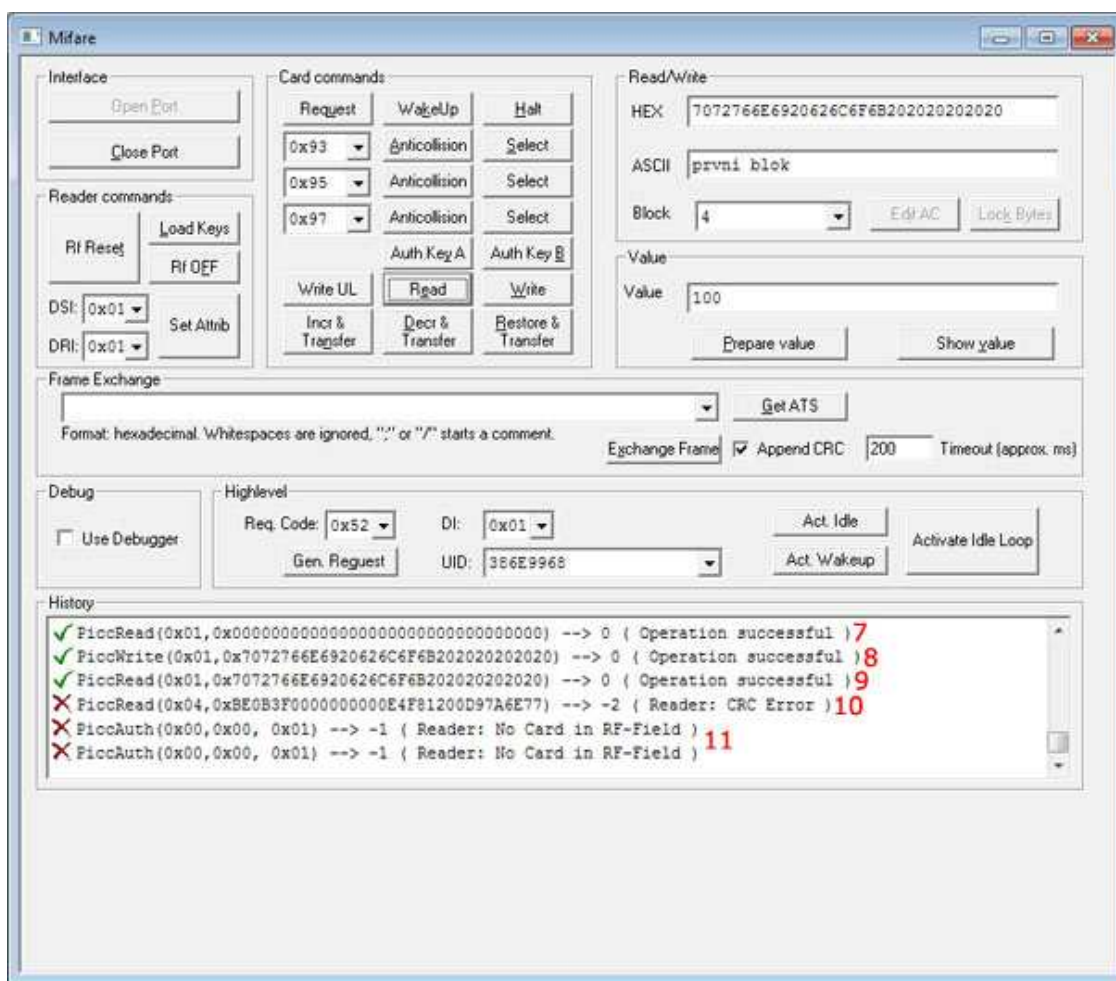 Mifare
Interface
Open Port
Close Port
Reader commands
Rf Reset
Load Keys
Rf OFF
DSI: 0x01
DRI: 0x01
Set Attrib
Card commands
Request WakeUp Halt
0x93 Anticollision Select
0x95 Anticollision Select
0x97 Anticollision Select
Auth Key A Auth Key B
Write UL Read Write
Incr & Transfer Decr & Transfer Restore & Transfer
Read/Write
HEX 7072766E6920626C6F6B202020202020
ASCII prvni blok
Block 4 Edit AC Lock Bytes
Value
Value 100
Prepare value Show value
Frame Exchange
Get ATS
Format: hexadecimal. Whitespaces are ignored, ";" or "/" starts a comment.
Exchange Frame Append CRC 200 Timeout (approx. ms)
Debug
Use Debugger
Highlevel
Req. Code: 0x52 DI: 0x01 Act. Idle
Gen. Reguest UID: 386E9968 Act. Wakeup
Activate Idle Loop
History
PiccRead(0x01,0x00000000000000000000000000000000) --> 0 ( Operation successful ) 7
PiccWrite(0x01,0x7072766E6920626C6F6B202020202020) --> 0 ( Operation successful ) 8
PiccRead(0x01,0x7072766E6920626C6F6B202020202020) --> 0 ( Operation successful ) 9
PiccRead(0x04,0xBE0B3F0000000000E4F81200D97A6E77) --> -2 ( Reader: CRC Error ) 10
PiccAuth(0x00,0x00, 0x01) --> -1 ( Reader: No Card in RF-Field )
11
PiccAuth(0x00,0x00, 0x01) --> -1 ( Reader: No Card in RF-Field )